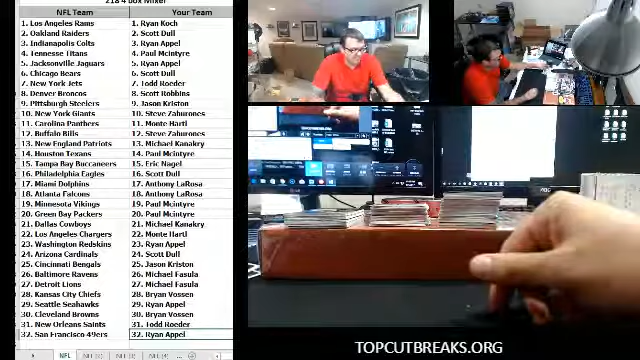 218 4 Box Mixer
NFL Team Your Team
1. Los Angeles Rams 1. Ryan Koch
2. Oakland Raiders 2. Scott Dull
3. Indianapolis Colts 3. Ryan Appel
4. Tennesse Titans 4. Paul Mcintyre
5. Jacksonville Jaguars 5. Ryan Appel
6. Chicago Bears 6. Scott Dull
7. New York Jets 7. Todd Roeder
8. Denver Broncos 8. Scott Robbins
9. Pittsburgh Steelers 9. Jason Kriston
10. New York Giants 10. Steve Zaburones
11. Carolina Panthers 11. Monte Hartl
12. Buffalo Bills 12. Steve Zaburones
13. New England Patriots 13. Michael Kanakry
14. Houston Texans 14. Paul Mcintyre
15. Tampa Bay Buccaneers 15. Eric Nagel
16. Philadelphia Eagles 16. Scott Dull
17. Miami Dolphins 17. Anthony LaRosa
18. Atlanta Falcons 18. Anthony LaRosa
19. Minnesota Vikings 19. Paul Mcintyre
20. Green Bay Packers 20. Paul Mcintyre
21. Dallas Cowboys 21. Michael Kanakry
22. Los Angeles Chargers 22. Monte Hartl
23. Washington Redskins 23. Ryan Appel
24. Arizona Cardinals 24. Scott Dull
25. Cincinnati Bengals 25. Jason Kriston
26. Baltimore Ravens 26. Michael Fasula
27. Detroit Lions 27. Michael Fasula
28. Kansas City Chiefs 28. Bryan Vossen
29. Seattle Seahawks 29. Ryan Appel
30. Cleveland Browns 30. Bryan Vossen
31. New Orleans Saints 31. Todd Roeder
32. San Francisco 49ers 32. Ryan Appel
NFL
TOPCUTBREAKS.ORG